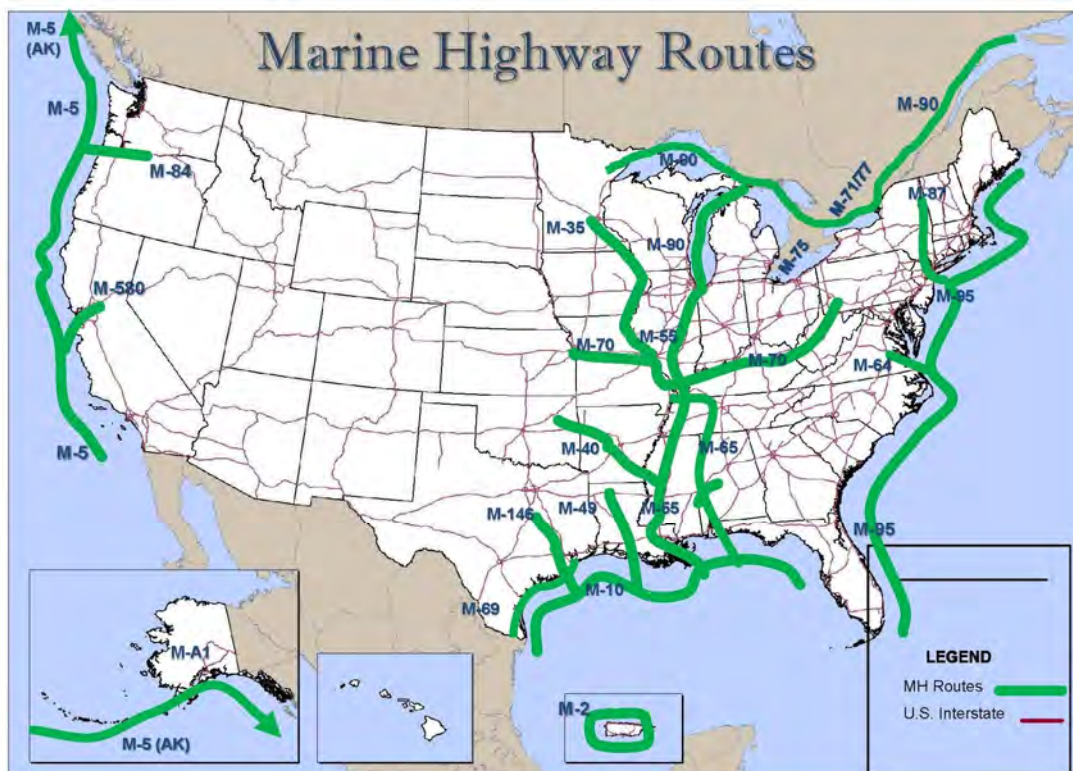 Marine Highway Routes
M-5
(AK)
M-5
M-84
M-580
M-5
M-90
M-90
M-71/77
M-87
M-35
M-90
M-75
M-95
M-55
M-70
M-70
M-64
M-40
M-65
M-49
M-55
M-146
M-95
M-10
M-69
M-A1
M-5 (AK)
M-2
LEGEND
MH Routes
U.S. Interstate